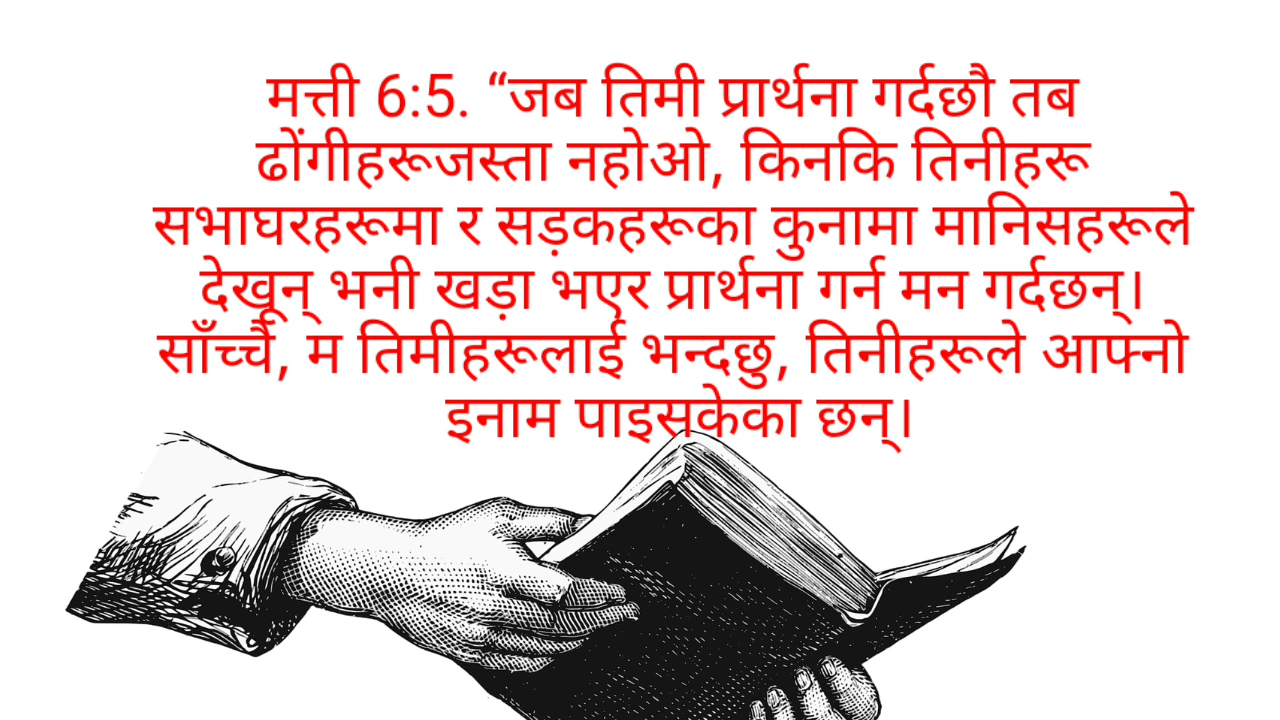 मत्ती 6:5. “जब तिमी प्रार्थना गर्दछौ तब
ढोंगीहरूजस्ता नहोओ, किनकि तिनीहरू
सभाघरहरूमा र सड़कहरूका कुनामा मानिसहरूले
देखून् भनी खड़ा भएर प्रार्थना गर्न मन गर्दछन्।
साँच्चै, म तिमीहरूलाई भन्दछु, तिनीहरूले आफ्नो
इनाम पाइसकेका छन्।